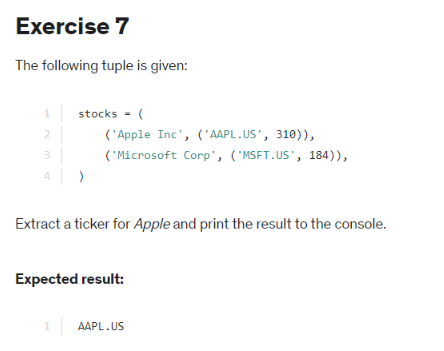 Exercise 7
The following tuple is given:
1 stocks = (
2 ('Apple Inc', ('AAPL.US', 310)),
3 ('Microsoft Corp', ('MSFT.US', 184)),
4 )
Extract a ticker for Apple and print the result to the console.
Expected result:
1 AAPL.US